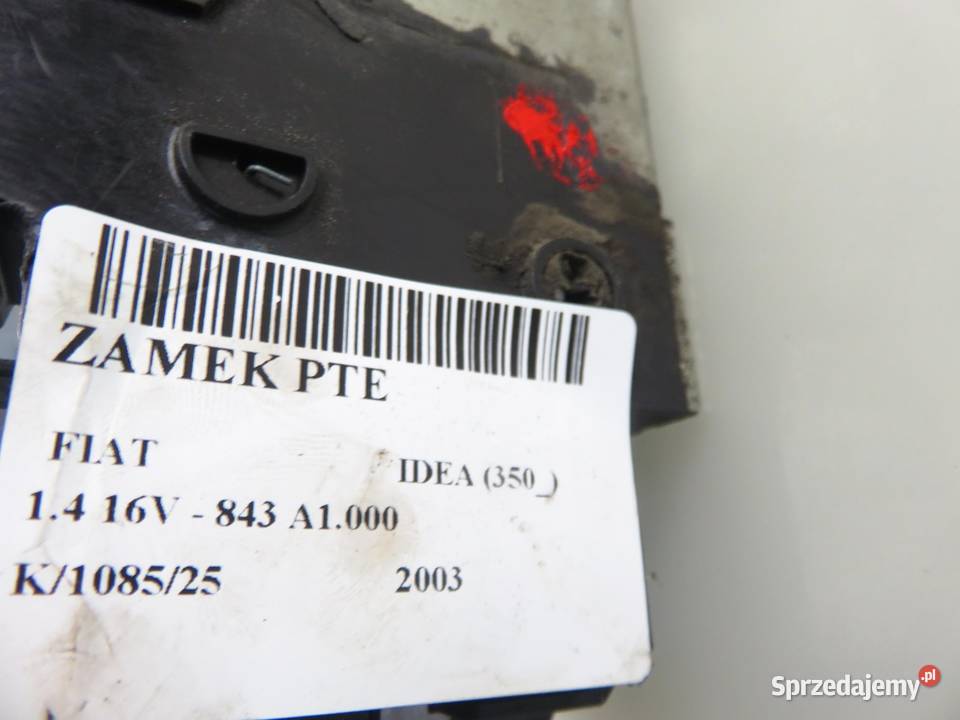 ZAMEK PTE
FIAT
IDEA (350_)
1.4 16V - 843 A1.000
K/1085/25
2003
Sprzedajemy.pl